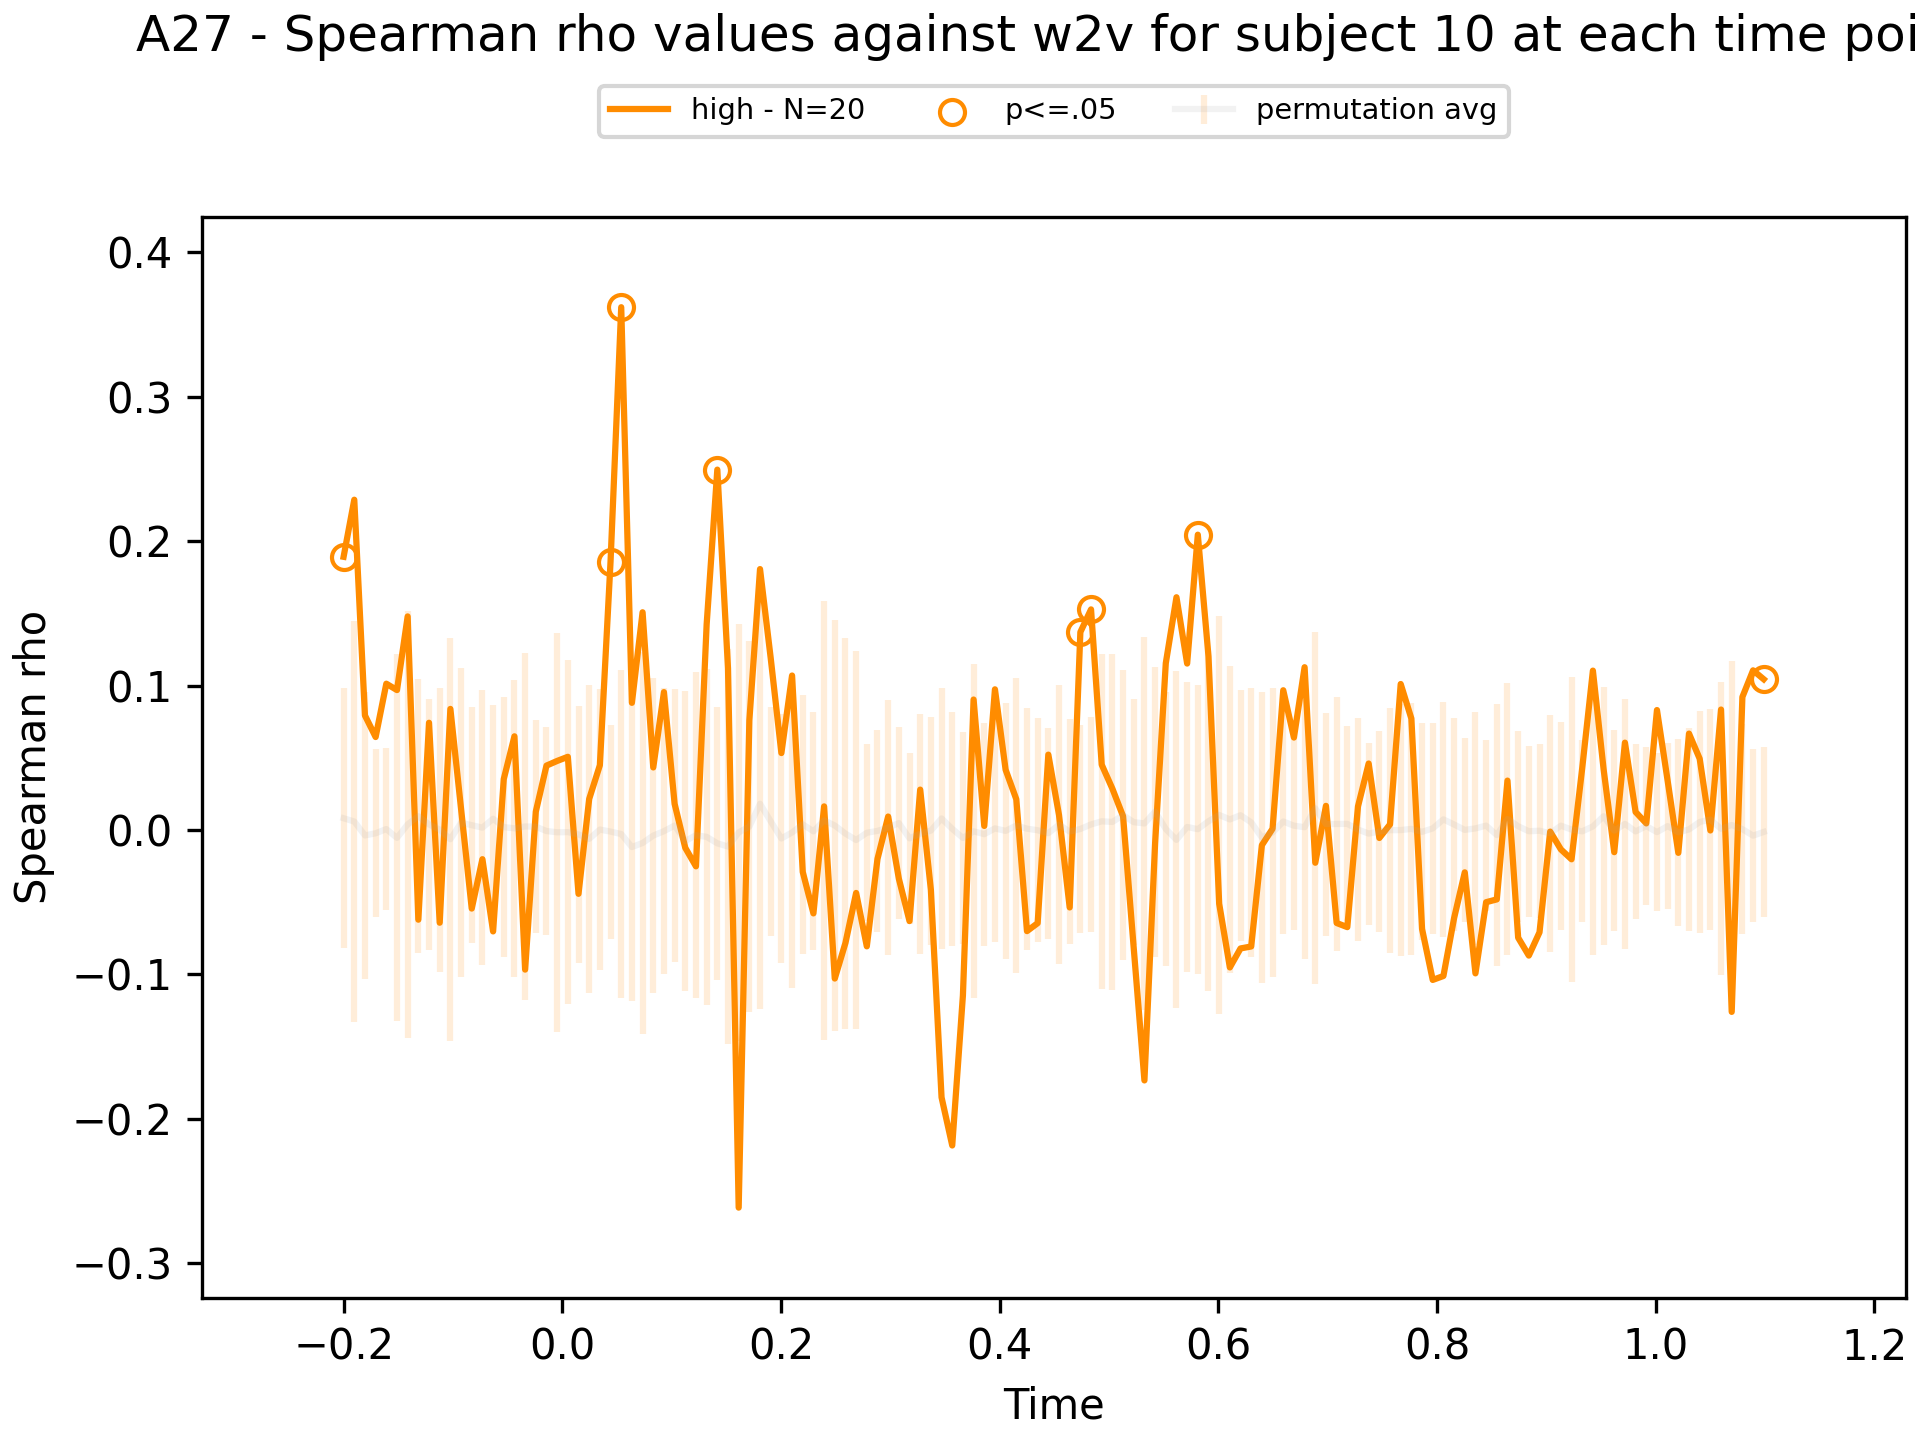 A27 - Spearman rho values against w2v for subject 10 at each time poi
high - N=20 p<=.05 permutation avg
0.4
0.3
0.2
0.1
0.0
−0.1
−0.2
−0.3
Spearman rho
−0.2 0.0 0.2 0.4 0.6 0.8 1.0 1.2
Time